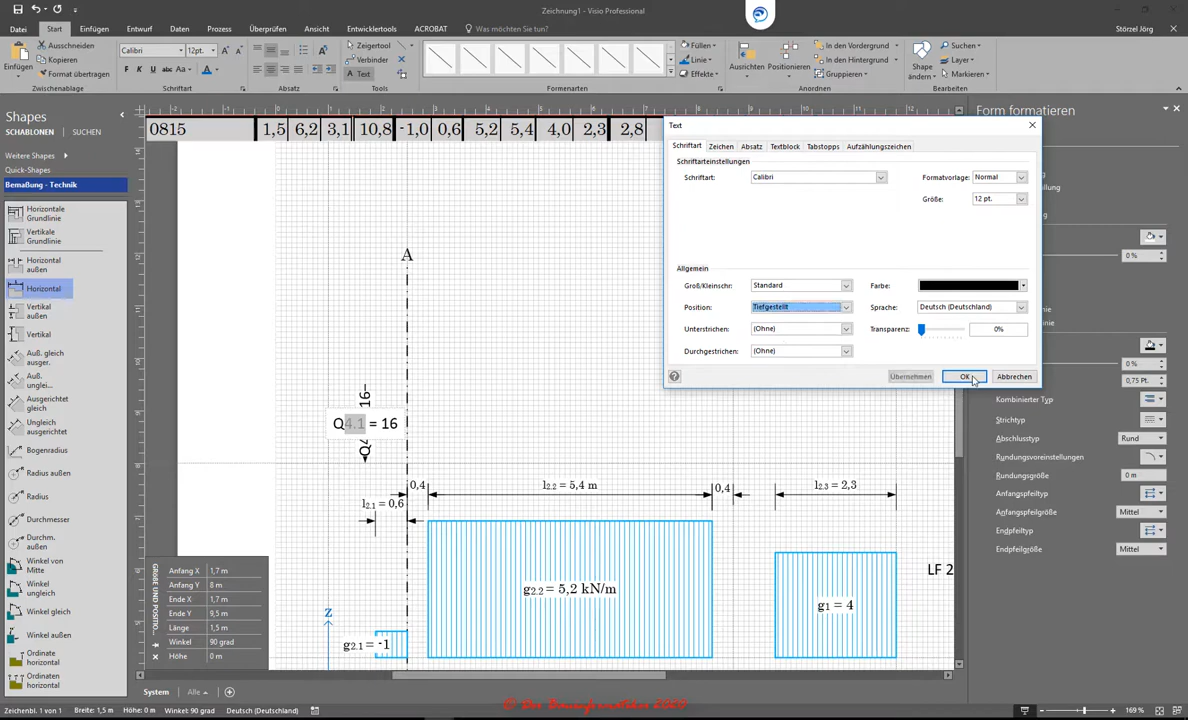 Zeichnung1 - Visio Professional
Datei Start Einfügen Entwurf Daten Prozess Überprüfen Ansicht Entwicklertools ACROBAT Was möchten Sie tun? Störzel Jörg
Einfügen
Ausschneiden
Kopieren
Format übertragen
Zwischenablage
Calibri 12pt.
F K U abc Aa A
Schriftart
Absatz
Zeigertool
Verbinder
Text
Tools
Formenarten
Füllen
Linie
Effekte
Ausrichten Positionieren
In den Vordergrund
In den Hintergrund
Gruppieren
Anordnen
Shape ändern
Suchen
Layer
Markieren
Bearbeiten
Shapes
SCHABLONEN SUCHEN
Weitere Shapes
Quick-Shapes
Bemaßung - Technik
Horizontale Grundlinie
Vertikale Grundlinie
Horizontal außen
Horizontal
Vertikal außen
Vertikal
Auß. gleich ausger.
Auß. unglei...
Ausgerichtet gleich
Ungleich ausgerichtet
Bogenradius
Radius außen
Radius
Durchmesser
Durchm. außen
Winkel von Mitte
Winkel ungleich
Winkel gleich
Winkel außen
Ordinate horizontal
Ordinaten horizontal
0815 1,5 6,2 3,1 10,8 -1,0 0,6 5,2 5,4 4,0 2,3 2,8
A
Q4.1 = 16
0,4
l2.2 = 5,4 m
0,4
l2.3 = 2,3
l2.1 = 0,6
g2.2 = 5,2 kN/m
g1 = 4
LF 2
z
g2.1 = -1
GRÖßE UND POSITIO...
Anfang X 1,7 m
Anfang Y 8 m
Ende X 1,7 m
Ende Y 9,5 m
Länge 1,5 m
Winkel 90 grad
Höhe 0 m
Text
Schriftart Zeichen Absatz Textblock Tabstopps Aufzählungszeichen
Schriftarteinstellungen
Schriftart: Calibri
Formatvorlage: Normal
Größe: 12 pt.
Allgemein
Groß/Kleinschr: Standard
Farbe:
Position: Tiefgestellt
Sprache: Deutsch (Deutschland)
Unterstrichen: (Ohne)
Transparenz: 0%
Durchgestrichen: (Ohne)
Übernehmen OK Abbrechen
Form formatieren
0 %
0 %
0,75 Pt.
Kombinierter Typ
Strichtyp
Abschlusstyp Rund
Rundungsvoreinstellungen
Rundungsgröße 0 m
Anfangspfeiltyp
Anfangspfeilgröße Mittel
Endpfeiltyp
Endpfeilgröße Mittel
System Alle
© Der Bauinformatiker 2020
Zeichenbl. 1 von 1 Breite: 1,5 m Höhe: 0 m Winkel: 90 grad Deutsch (Deutschland) 169 %